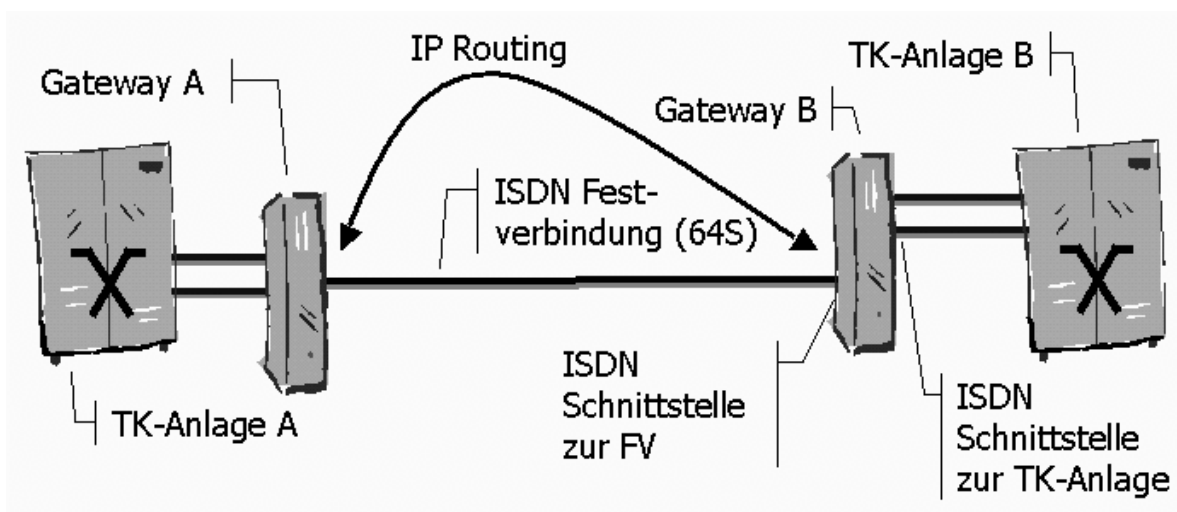 IP Routing
TK-Anlage B
Gateway A
Gateway B
ISDN Fest-
verbindung (64S)
ISDN
Schnittstelle
zur FV
ISDN
Schnittstelle
zur TK-Anlage
TK-Anlage A
X
X